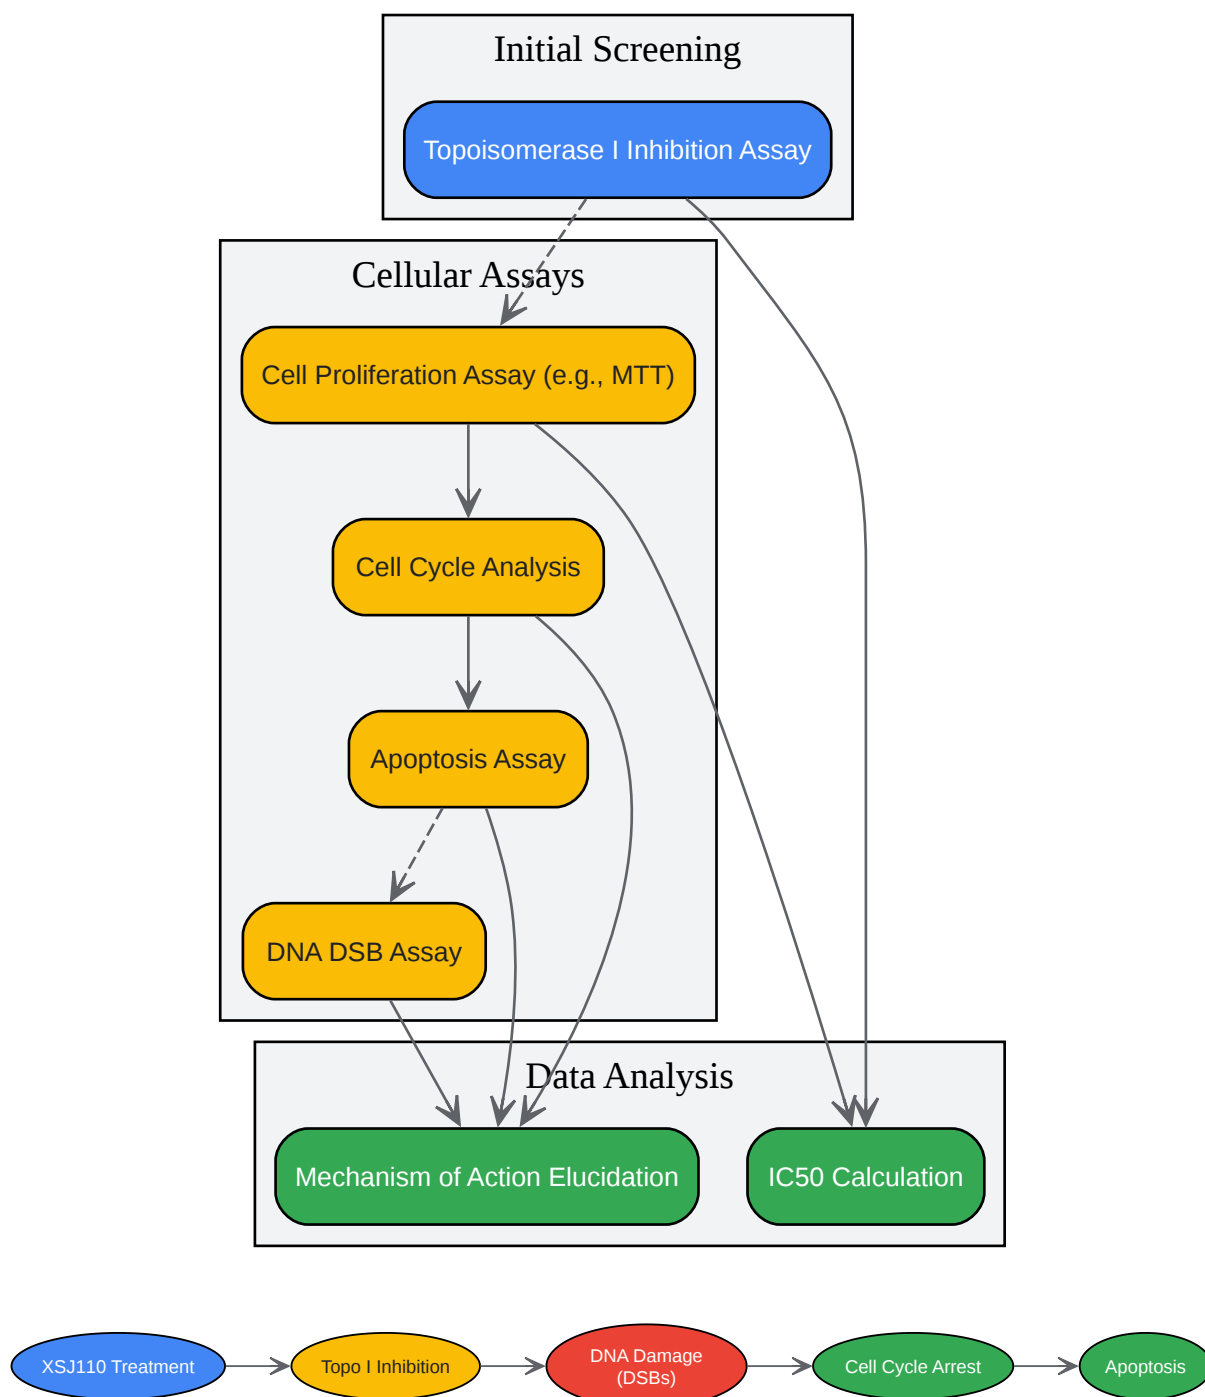 Initial Screening
Topoisomerase I Inhibition Assay
Cellular Assays
Cell Proliferation Assay (e.g., MTT)
Cell Cycle Analysis
Apoptosis Assay
DNA DSB Assay
Data Analysis
Mechanism of Action Elucidation
IC50 Calculation
XSJ110 Treatment
Topo I Inhibition
DNA Damage
(DSBs)
Cell Cycle Arrest
Apoptosis